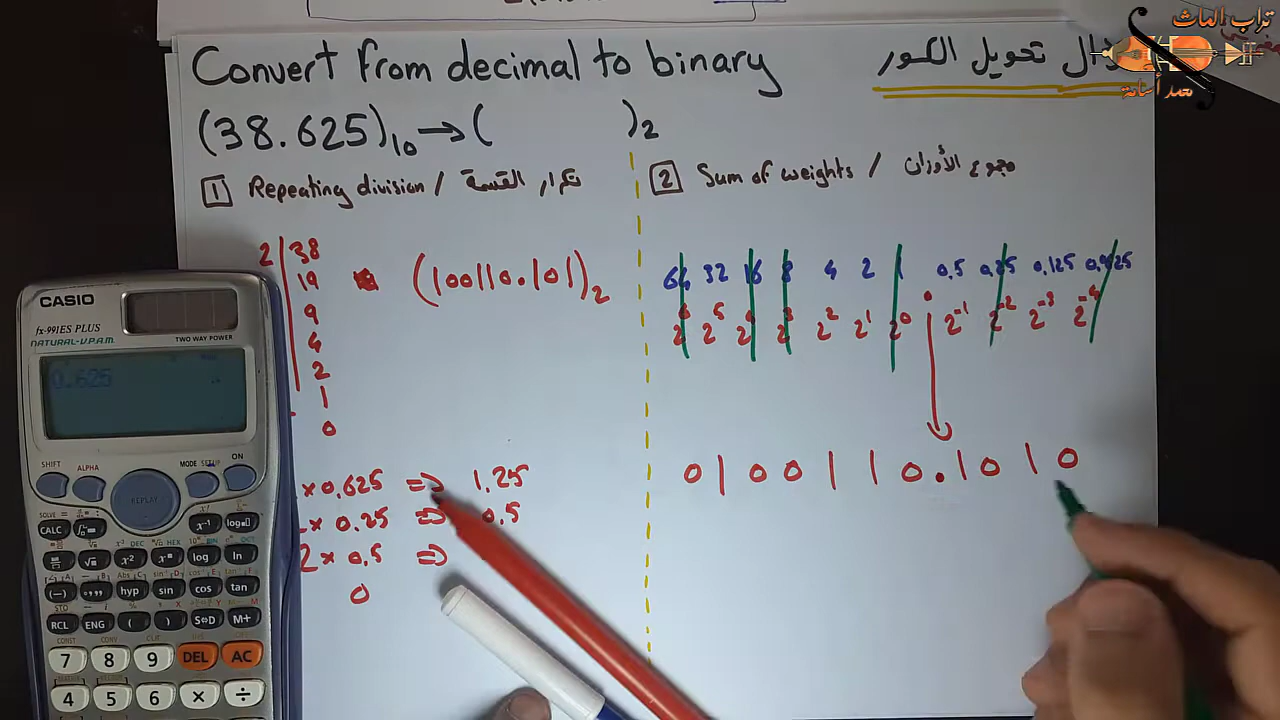 Convert from decimal to binary
تحويل الكسور
(38.625)10 → ( )2
1 Repeating division / تكرار القسمة
2 | 38
19
9
4
2
1
0
(100110.101)2
× 0.625 ⇒ 1.25
× 0.25 ⇒ 0.5
2 × 0.5 ⇒
0
2 Sum of weights / مجموع الأوزان
64 32 16 8 4 2 1 0.5 0.25 0.125 0.0625
2^6 2^5 2^4 2^3 2^2 2^1 2^0 . 2^-1 2^-2 2^-3 2^-4
0 1 0 0 1 1 0 . 1 0 1 0
CASIO
fx-991ES PLUS
NATURAL-V.P.A.M. TWO WAY POWER
0.625
SHIFT ALPHA MODE SETUP ON
REPLAY
CALC
log ln
(−) hyp sin cos tan
STO
RCL ENG ( ) S⇔D M+
7 8 9 DEL AC
4 5 6 × ÷
تراب الماث
محمد أسامة